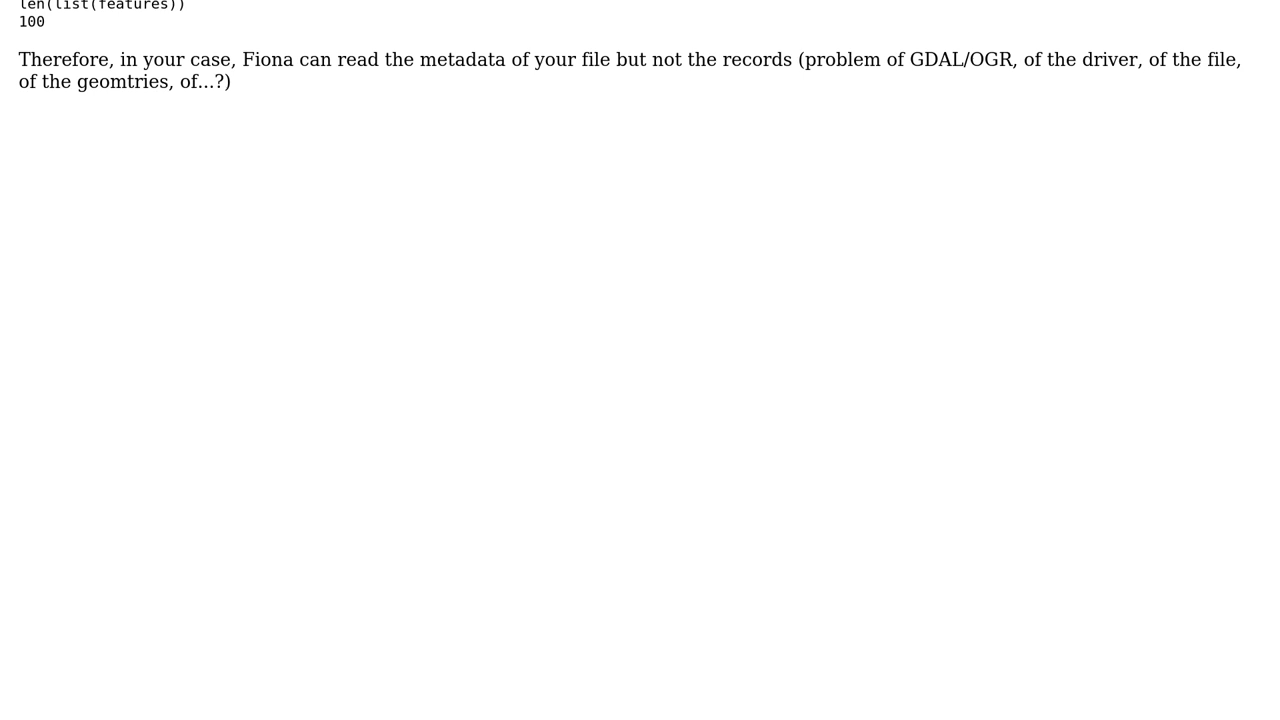 len(list(features))
100
Therefore, in your case, Fiona can read the metadata of your file but not the records (problem of GDAL/OGR, of the driver, of the file,
of the geomtries, of...?)